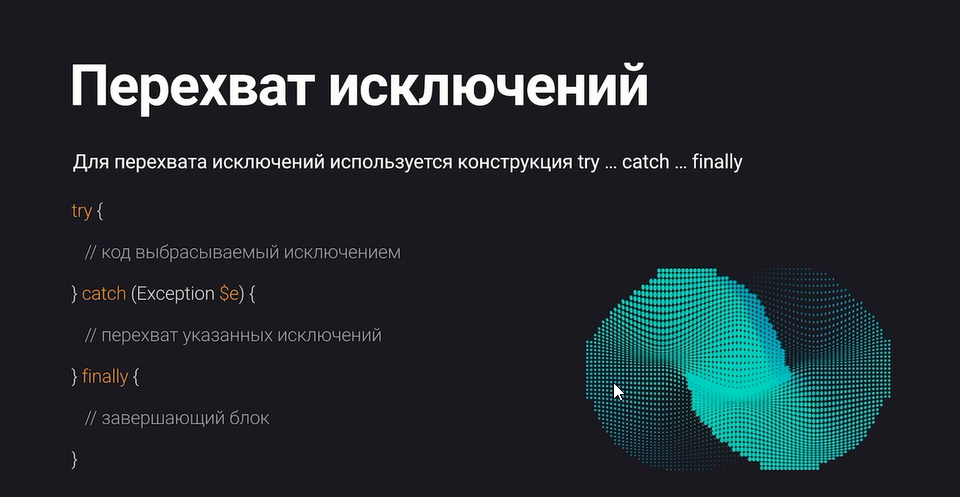 Перехват исключений
Для перехвата исключений используется конструкция try ... catch ... finally
try {
// код выбрасываемый исключением
} catch (Exception $e) {
// перехват указанных исключений
} finally {
// завершающий блок
}